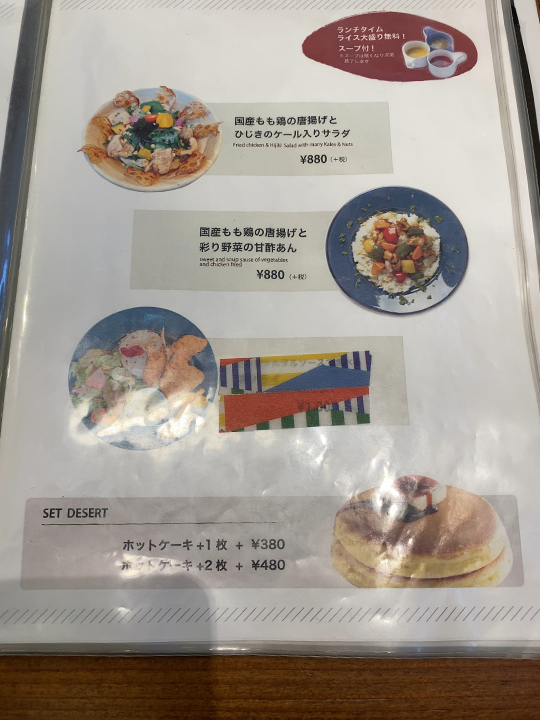 ランチタイム
ライス大盛り無料！
スープ付！
国産もも鶏の唐揚げと
ひじきのケール入りサラダ
Fried chicken & Hijiki Salad with many Kales & Nuts
¥880 (+税)
国産もも鶏の唐揚げと
彩り野菜の甘酢あん
sweet and soup sause of vegetables
and chicken fried
¥880 (+税)
SET DESERT
ホットケーキ+1枚 + ¥380
ホットケーキ+2枚 + ¥480